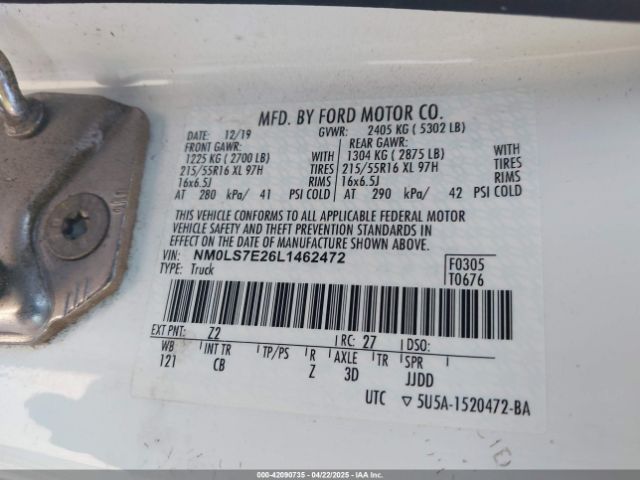 MFD. BY FORD MOTOR CO.
DATE: 12/19 GVWR: 2405 KG ( 5302 LB)
FRONT GAWR: REAR GAWR:
1225 KG ( 2700 LB) WITH 1304 KG ( 2875 LB) WITH
215/55R16 XL 97H TIRES 215/55R16 XL 97H TIRES
16x6.5J RIMS 16x6.5J RIMS
AT 280 kPa/ 41 PSI COLD AT 290 kPa/ 42 PSI COLD
THIS VEHICLE CONFORMS TO ALL APPLICABLE FEDERAL MOTOR
VEHICLE SAFETY AND THEFT PREVENTION STANDARDS IN
EFFECT ON THE DATE OF MANUFACTURE SHOWN ABOVE.
VIN: NM0LS7E26L1462472
TYPE: Truck
F0305
T0676
EXT PNT: Z2 RC: 27 DSO:
WB INT TR TP/PS R AXLE TR SPR
121 CB Z 3D JJDD
UTC ▽ 5U5A-1520472-BA
000-42090735 - 04/22/2025 - IAAI.COM